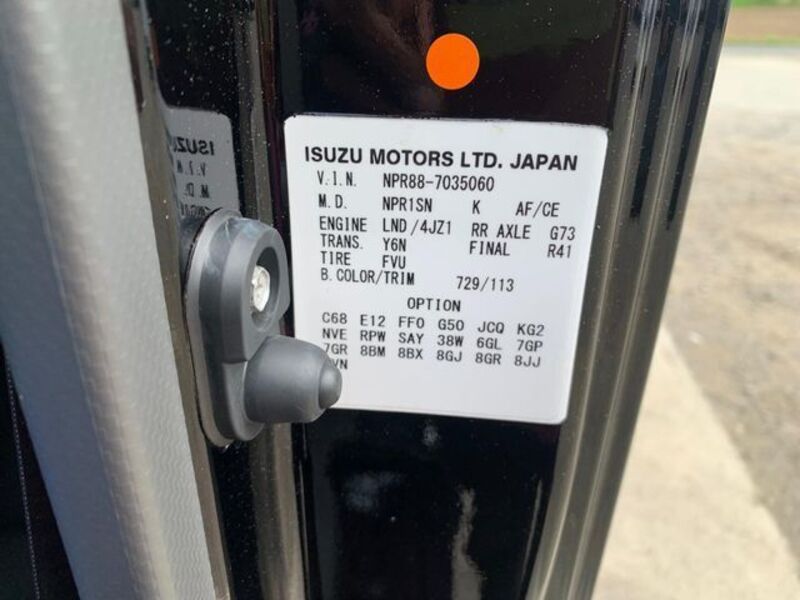 ISUZU MOTORS LTD. JAPAN
V.I.N. NPR88-7035060
M.D. NPR1SN K AF/CE
ENGINE LND/4JZ1 RR AXLE G73
TRANS. Y6N FINAL R41
TIRE FVU
B.COLOR/TRIM 729/113
OPTION
C68 E12 FFO G50 JCQ KG2
NVE RPW SAY 38W 6GL 7GP
7GR 8BM 8BX 8GJ 8GR 8JJ